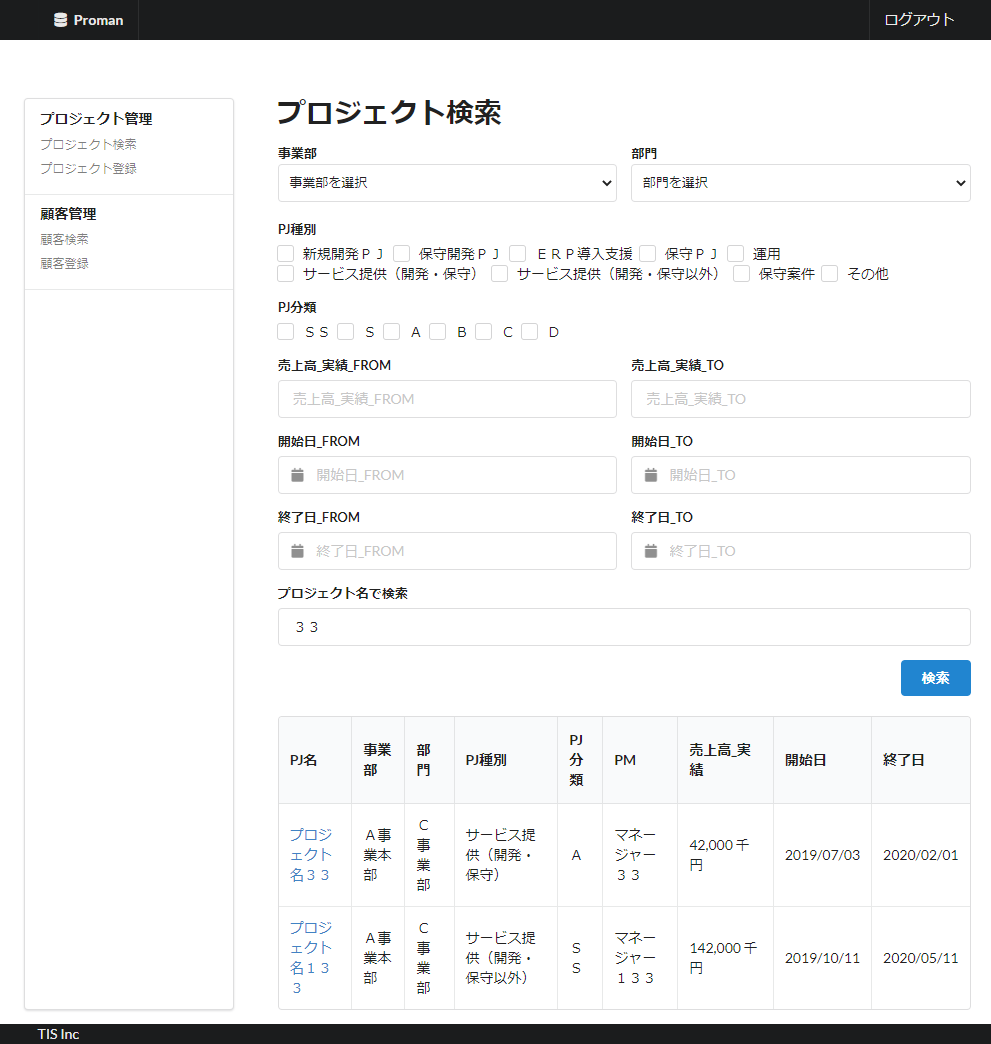 Proman
ログアウト
プロジェクト管理
プロジェクト検索
プロジェクト登録
顧客管理
顧客検索
顧客登録
プロジェクト検索
事業部 部門
事業部を選択 部門を選択
PJ種別
新規開発ＰＪ 保守開発ＰＪ ＥＲＰ導入支援 保守ＰＪ 運用
サービス提供（開発・保守） サービス提供（開発・保守以外） 保守案件 その他
PJ分類
ＳＳ Ｓ Ａ Ｂ Ｃ Ｄ
売上高_実績_FROM 売上高_実績_TO
売上高_実績_FROM 売上高_実績_TO
開始日_FROM 開始日_TO
開始日_FROM 開始日_TO
終了日_FROM 終了日_TO
終了日_FROM 終了日_TO
プロジェクト名で検索
３３
検索
PJ名 事業部 部門 PJ種別 PJ分類 PM 売上高_実績 開始日 終了日
プロジェクト名３３ Ａ事業本部 Ｃ事業部 サービス提供（開発・保守） Ａ マネージャー３３ 42,000 千円 2019/07/03 2020/02/01
プロジェクト名１３３ Ａ事業本部 Ｃ事業部 サービス提供（開発・保守以外） ＳＳ マネージャー１３３ 142,000 千円 2019/10/11 2020/05/11
TIS Inc